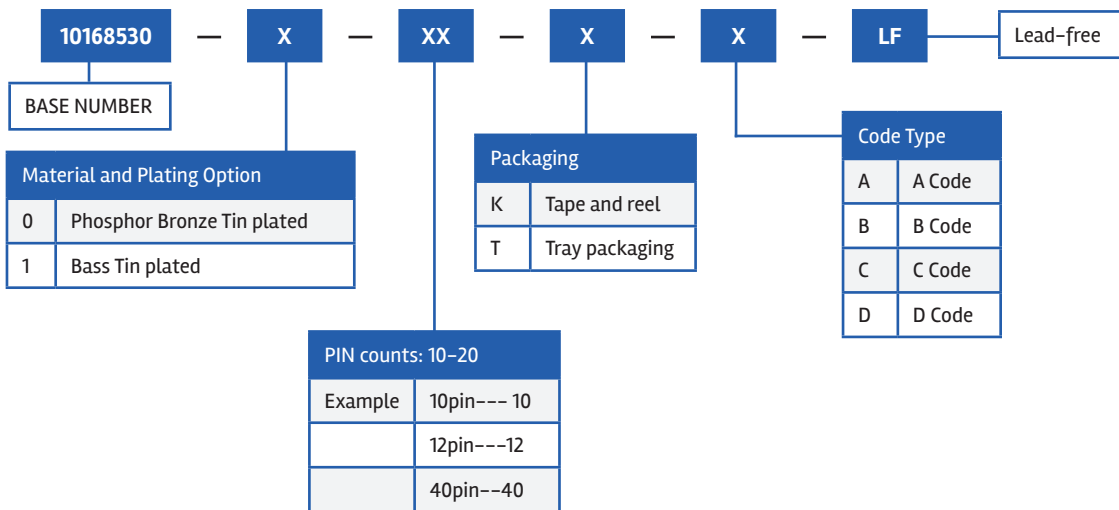 10168530 — X — XX — X — X — LF Lead-free
BASE NUMBER
Material and Plating Option
0 Phosphor Bronze Tin plated
1 Bass Tin plated
PIN counts: 10-20
Example 10pin--- 10
12pin---12
40pin--40
Packaging
K Tape and reel
T Tray packaging
Code Type
A A Code
B B Code
C C Code
D D Code